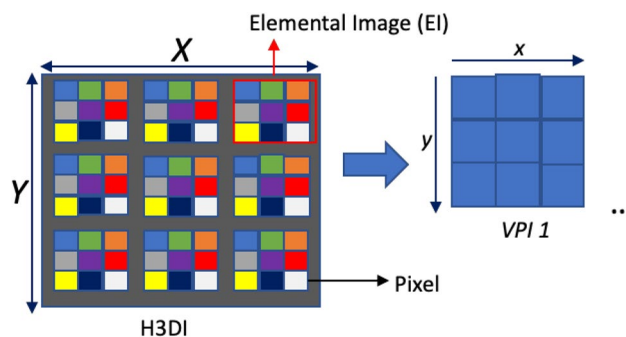 Elemental Image (EI)
X
x
Y
y
VPI 1
..
Pixel
H3DI